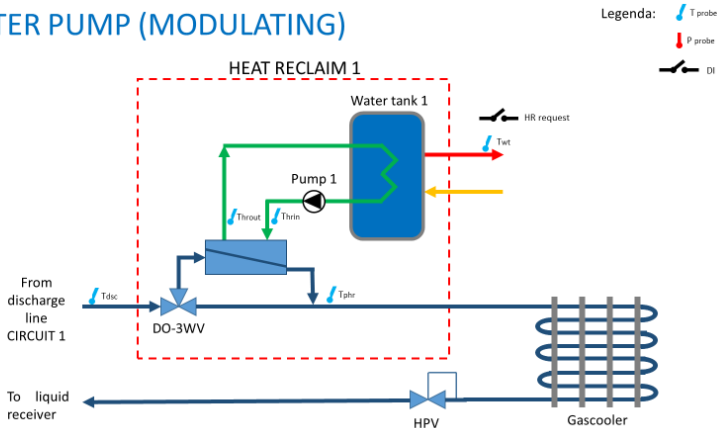 TER PUMP (MODULATING)
Legenda:
T probe
P probe
DI
HEAT RECLAIM 1
Water tank 1
HR request
Twt
Pump 1
Throut
Thrin
From
discharge
line
CIRCUIT 1
Tdsc
Tphr
DO-3WV
To liquid
receiver
HPV
Gascooler